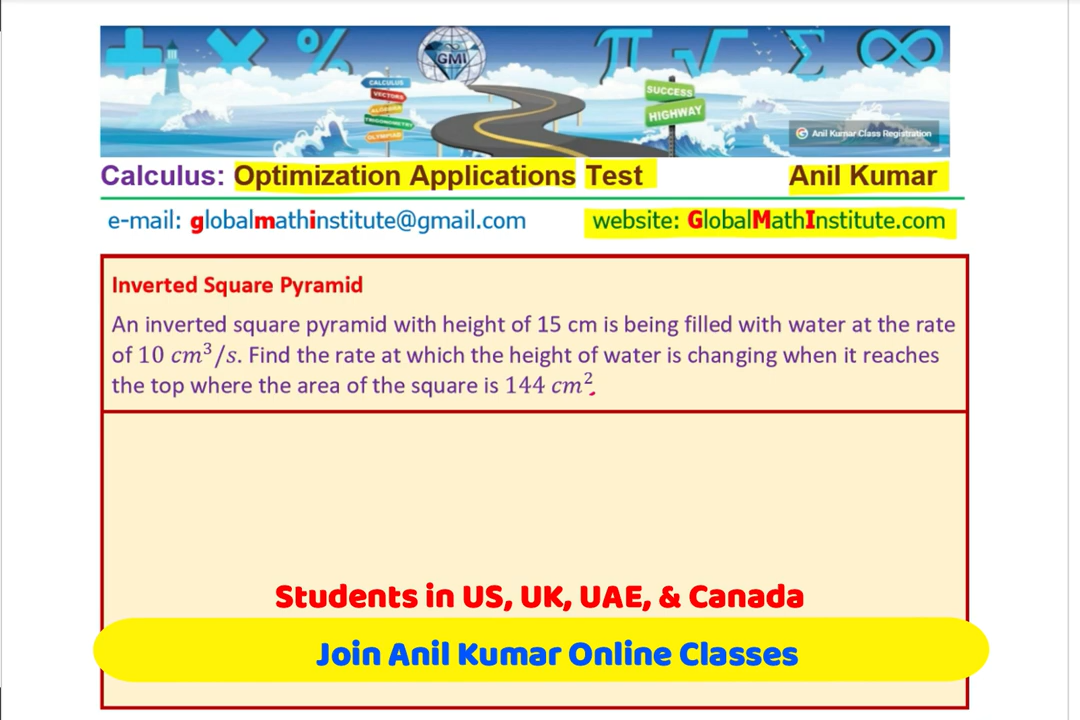 GMI
CALCULUS
VECTORS
ALGEBRA
TRIGONOMETRY
OLYMPIAD
SUCCESS
HIGHWAY
Anil Kumar Class Registration
Calculus: Optimization Applications Test Anil Kumar
e-mail: globalmathinstitute@gmail.com website: GlobalMathInstitute.com
Inverted Square Pyramid
An inverted square pyramid with height of 15 cm is being filled with water at the rate
of 10 cm³/s. Find the rate at which the height of water is changing when it reaches
the top where the area of the square is 144 cm².
Students in US, UK, UAE, & Canada
Join Anil Kumar Online Classes